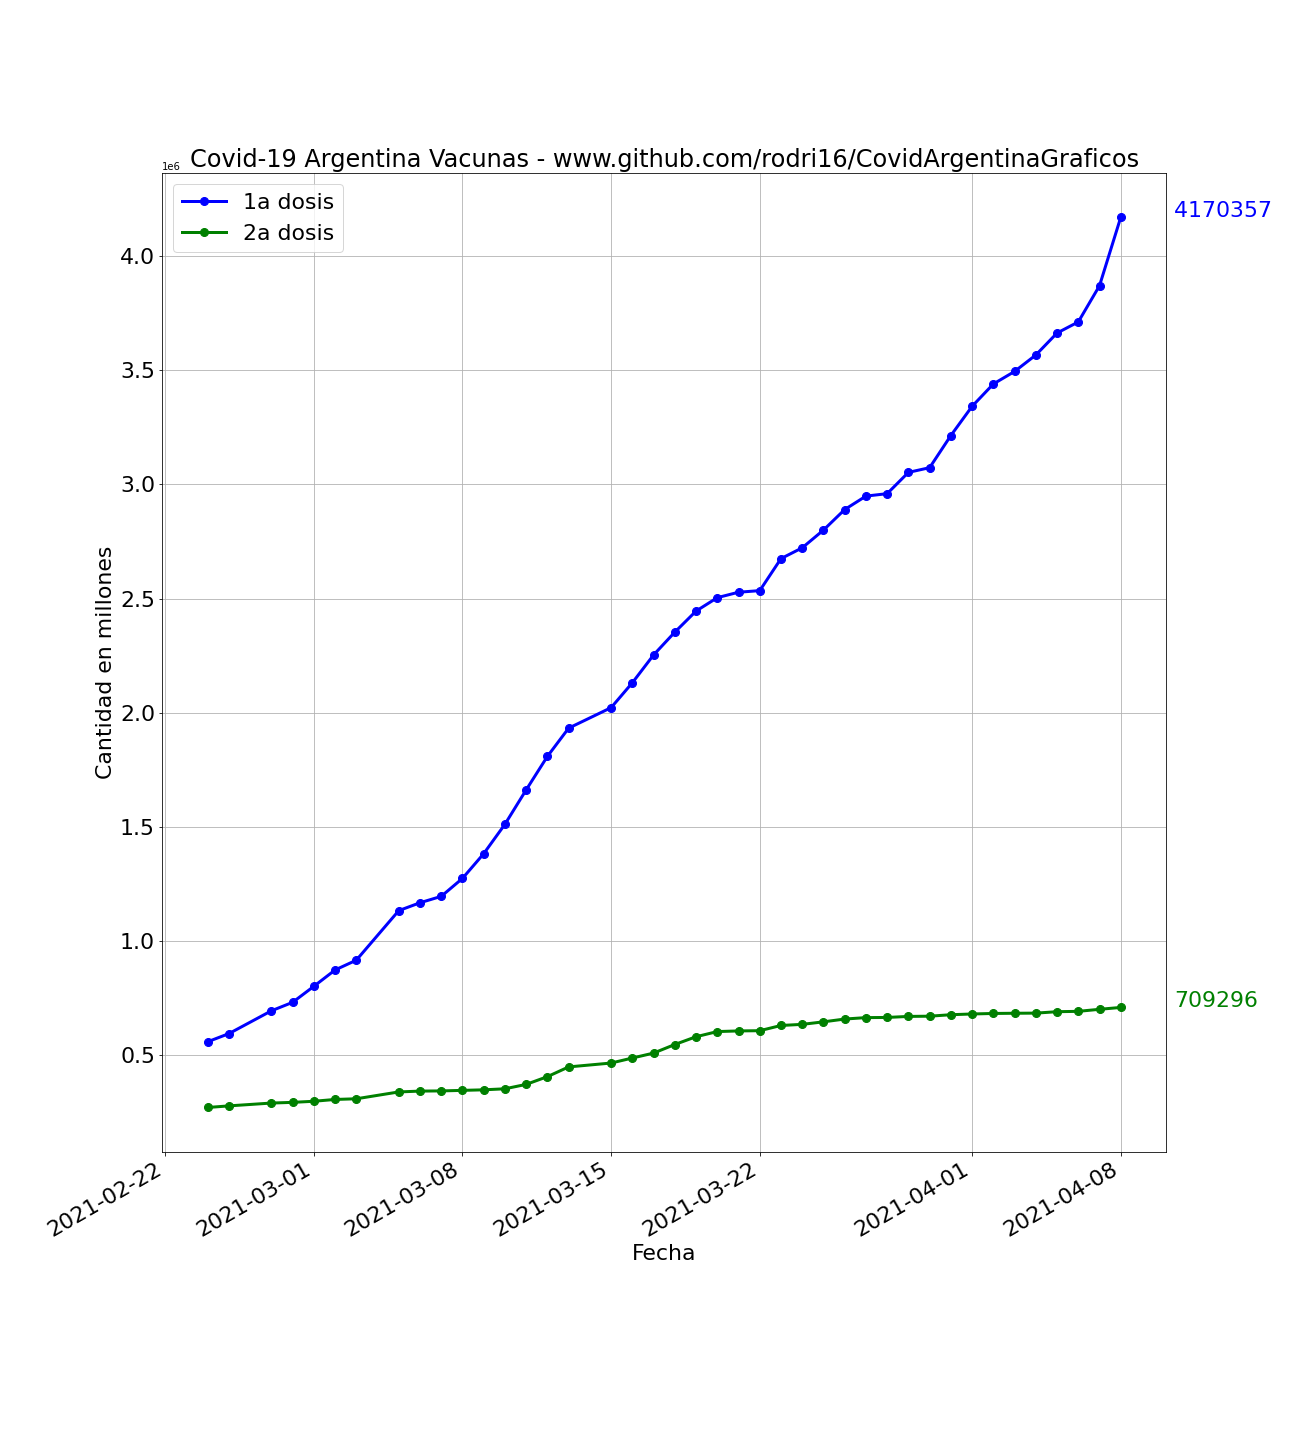 Covid-19 Argentina Vacunas - www.github.com/rodri16/CovidArgentinaGraficos
1e6
1a dosis
2a dosis
4170357
709296
4.0
3.5
3.0
2.5
2.0
1.5
1.0
0.5
Cantidad en millones
2021-02-22
2021-03-01
2021-03-08
2021-03-15
2021-03-22
2021-04-01
2021-04-08
Fecha